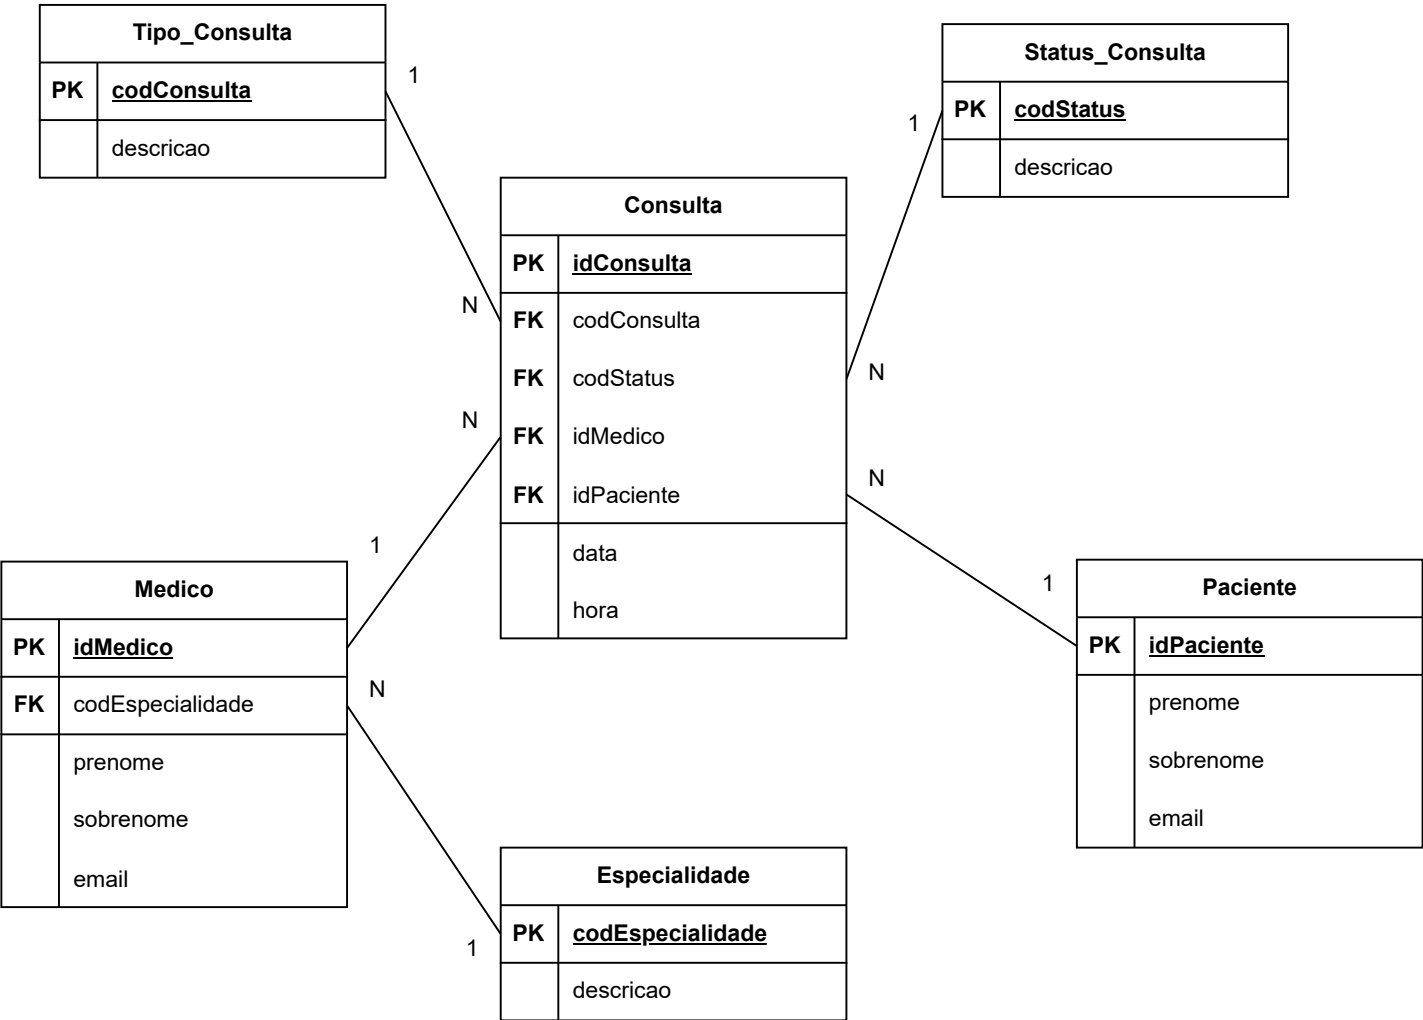 Tipo_Consulta
PK codConsulta
descricao
1
Status_Consulta
PK codStatus
descricao
1
Consulta
PK idConsulta
FK codConsulta
FK codStatus
FK idMedico
FK idPaciente
data
hora
N
N
N
N
1
Medico
PK idMedico
FK codEspecialidade
prenome
sobrenome
email
N
1
Paciente
PK idPaciente
prenome
sobrenome
email
Especialidade
PK codEspecialidade
descricao
1